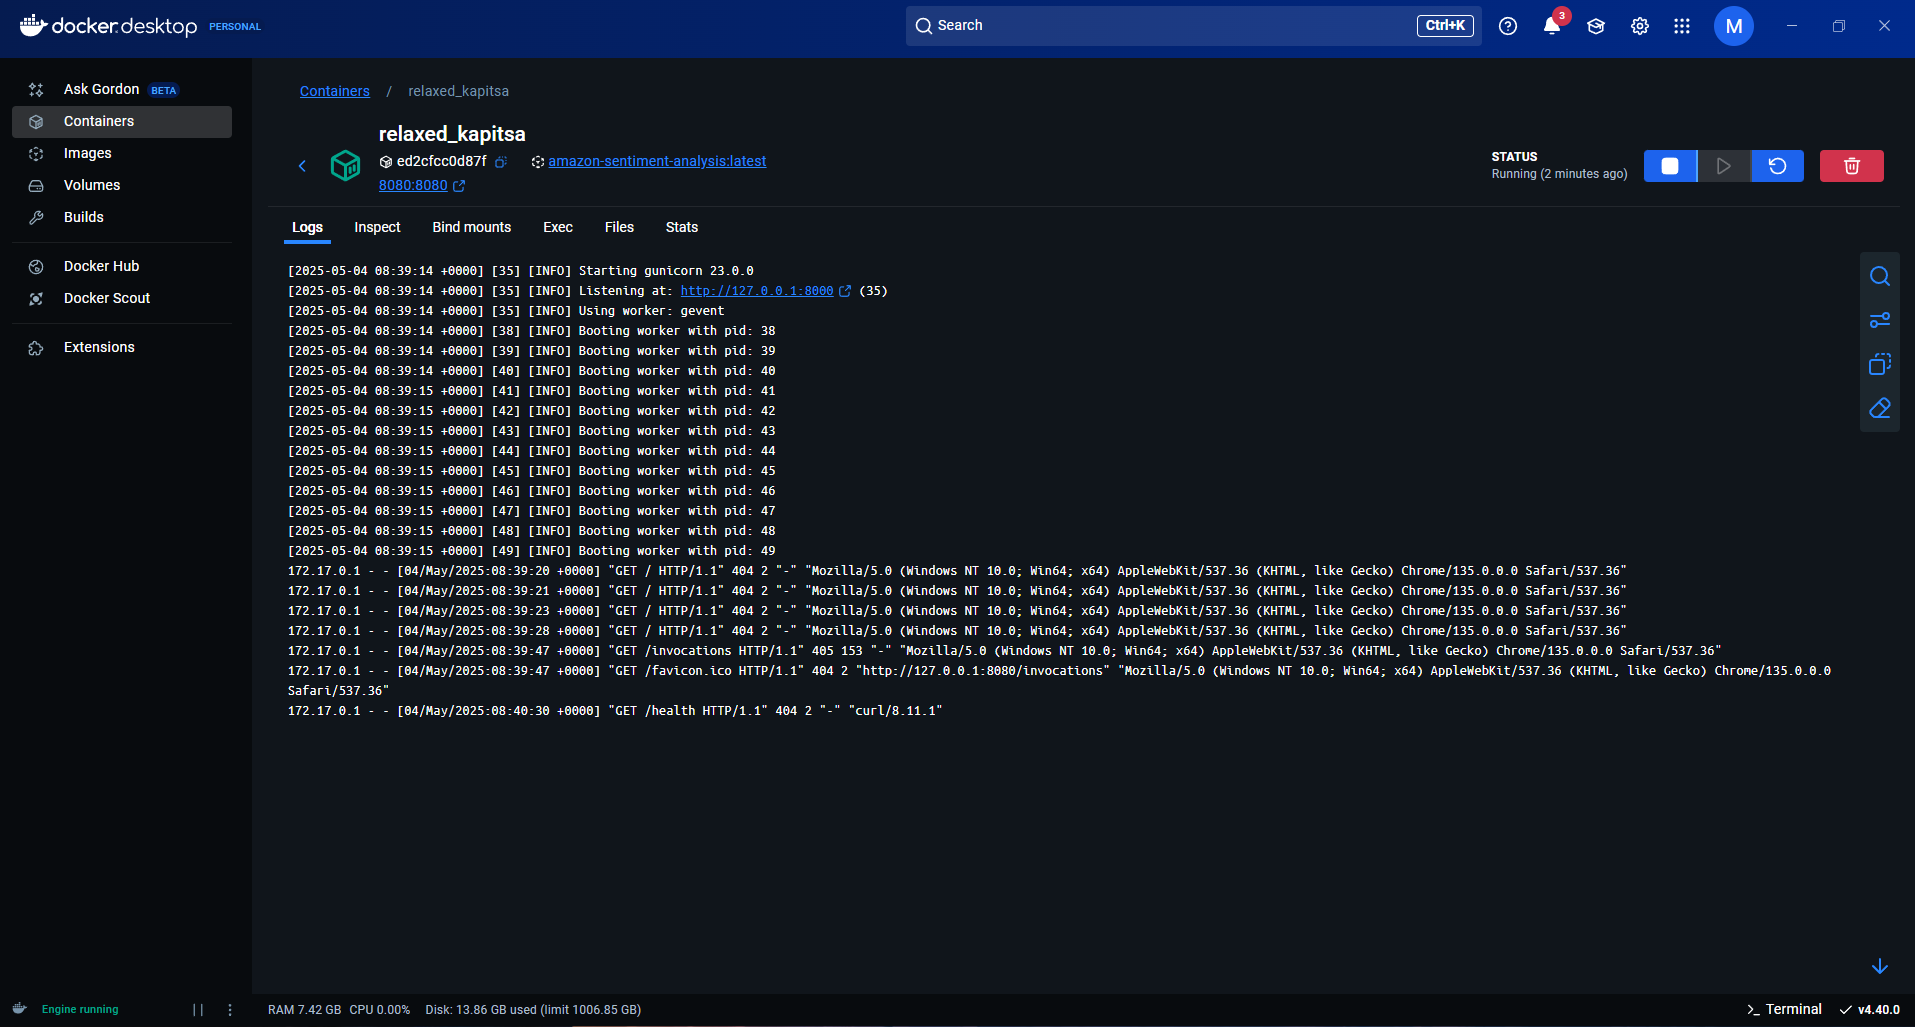 docker.desktop PERSONAL
Search Ctrl+K
3
M
Ask Gordon BETA
Containers
Images
Volumes
Builds
Docker Hub
Docker Scout
Extensions
Containers / relaxed_kapitsa
relaxed_kapitsa
ed2cfcc0d87f amazon-sentiment-analysis:latest
8080:8080
STATUS
Running (2 minutes ago)
Logs Inspect Bind mounts Exec Files Stats
[2025-05-04 08:39:14 +0000] [35] [INFO] Starting gunicorn 23.0.0
[2025-05-04 08:39:14 +0000] [35] [INFO] Listening at: http://127.0.0.1:8000 (35)
[2025-05-04 08:39:14 +0000] [35] [INFO] Using worker: gevent
[2025-05-04 08:39:14 +0000] [38] [INFO] Booting worker with pid: 38
[2025-05-04 08:39:14 +0000] [39] [INFO] Booting worker with pid: 39
[2025-05-04 08:39:14 +0000] [40] [INFO] Booting worker with pid: 40
[2025-05-04 08:39:15 +0000] [41] [INFO] Booting worker with pid: 41
[2025-05-04 08:39:15 +0000] [42] [INFO] Booting worker with pid: 42
[2025-05-04 08:39:15 +0000] [43] [INFO] Booting worker with pid: 43
[2025-05-04 08:39:15 +0000] [44] [INFO] Booting worker with pid: 44
[2025-05-04 08:39:15 +0000] [45] [INFO] Booting worker with pid: 45
[2025-05-04 08:39:15 +0000] [46] [INFO] Booting worker with pid: 46
[2025-05-04 08:39:15 +0000] [47] [INFO] Booting worker with pid: 47
[2025-05-04 08:39:15 +0000] [48] [INFO] Booting worker with pid: 48
[2025-05-04 08:39:15 +0000] [49] [INFO] Booting worker with pid: 49
172.17.0.1 - - [04/May/2025:08:39:20 +0000] "GET / HTTP/1.1" 404 2 "-" "Mozilla/5.0 (Windows NT 10.0; Win64; x64) AppleWebKit/537.36 (KHTML, like Gecko) Chrome/135.0.0.0 Safari/537.36"
172.17.0.1 - - [04/May/2025:08:39:21 +0000] "GET / HTTP/1.1" 404 2 "-" "Mozilla/5.0 (Windows NT 10.0; Win64; x64) AppleWebKit/537.36 (KHTML, like Gecko) Chrome/135.0.0.0 Safari/537.36"
172.17.0.1 - - [04/May/2025:08:39:23 +0000] "GET / HTTP/1.1" 404 2 "-" "Mozilla/5.0 (Windows NT 10.0; Win64; x64) AppleWebKit/537.36 (KHTML, like Gecko) Chrome/135.0.0.0 Safari/537.36"
172.17.0.1 - - [04/May/2025:08:39:28 +0000] "GET / HTTP/1.1" 404 2 "-" "Mozilla/5.0 (Windows NT 10.0; Win64; x64) AppleWebKit/537.36 (KHTML, like Gecko) Chrome/135.0.0.0 Safari/537.36"
172.17.0.1 - - [04/May/2025:08:39:47 +0000] "GET /invocations HTTP/1.1" 405 153 "-" "Mozilla/5.0 (Windows NT 10.0; Win64; x64) AppleWebKit/537.36 (KHTML, like Gecko) Chrome/135.0.0.0 Safari/537.36"
172.17.0.1 - - [04/May/2025:08:39:47 +0000] "GET /favicon.ico HTTP/1.1" 404 2 "http://127.0.0.1:8080/invocations" "Mozilla/5.0 (Windows NT 10.0; Win64; x64) AppleWebKit/537.36 (KHTML, like Gecko) Chrome/135.0.0.0
Safari/537.36"
172.17.0.1 - - [04/May/2025:08:40:30 +0000] "GET /health HTTP/1.1" 404 2 "-" "curl/8.11.1"
Engine running
RAM 7.42 GB CPU 0.00% Disk: 13.86 GB used (limit 1006.85 GB)
Terminal v4.40.0